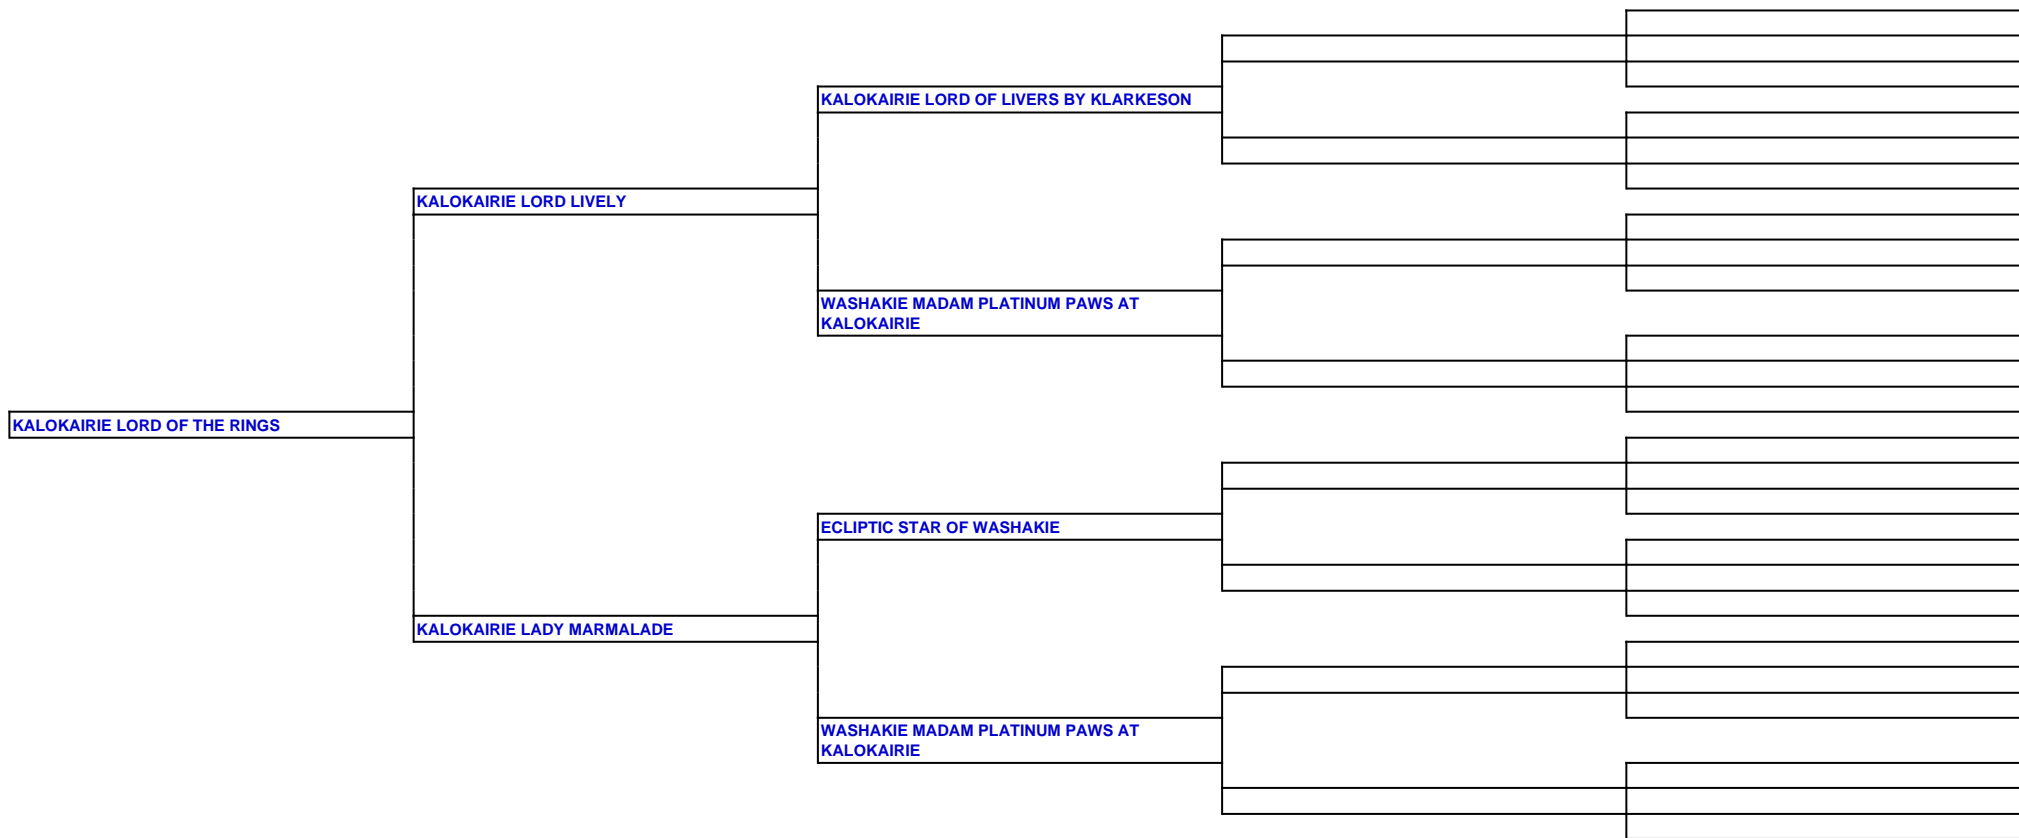 KALOKAIRIE LORD OF LIVERS BY KLARKESON
KALOKAIRIE LORD LIVELY
WASHAKIE MADAM PLATINUM PAWS AT
KALOKAIRIE
KALOKAIRIE LORD OF THE RINGS
ECLIPTIC STAR OF WASHAKIE
KALOKAIRIE LADY MARMALADE
WASHAKIE MADAM PLATINUM PAWS AT
KALOKAIRIE